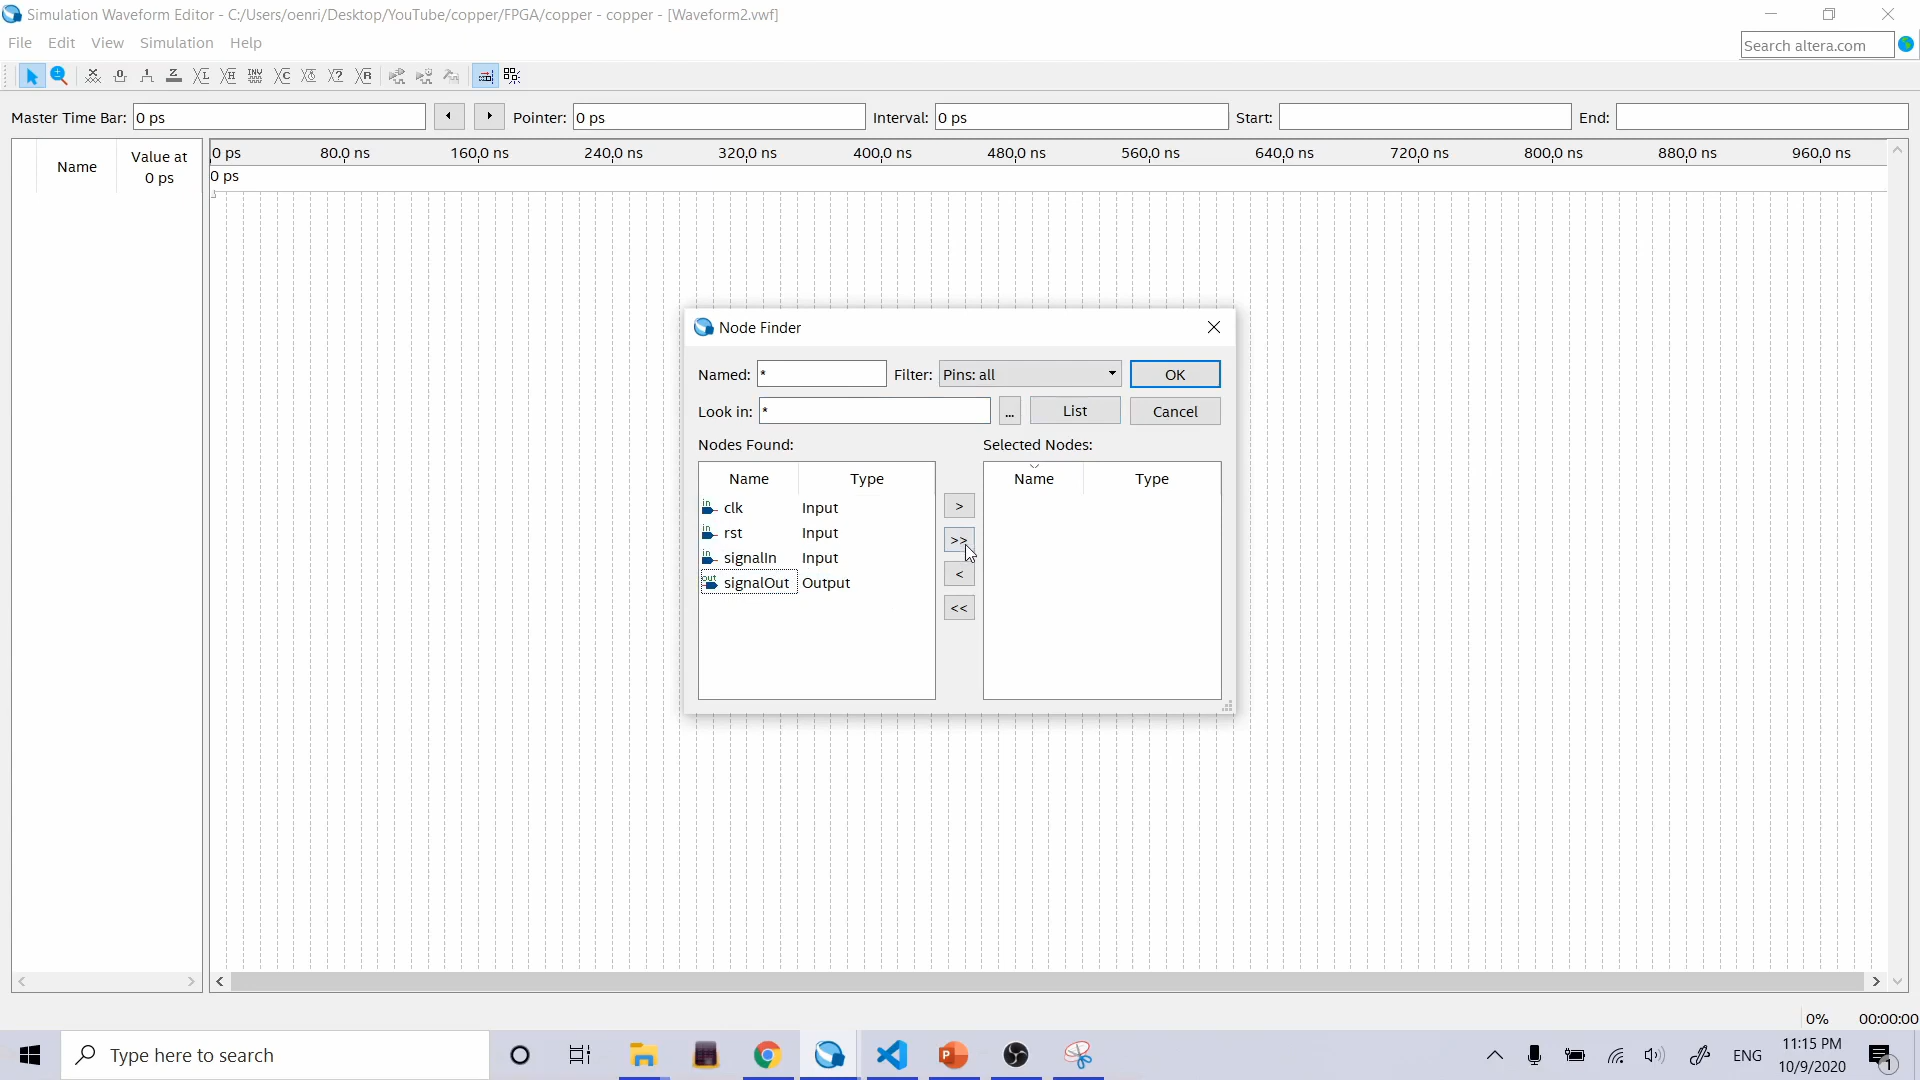 Simulation Waveform Editor - C:/Users/oenri/Desktop/YouTube/copper/FPGA/copper - copper - [Waveform2.vwf]
File Edit View Simulation Help
Search altera.com
Master Time Bar: 0 ps Pointer: 0 ps Interval: 0 ps Start: End:
Name Value at 0 ps
0 ps 80.0 ns 160.0 ns 240.0 ns 320.0 ns 400.0 ns 480.0 ns 560.0 ns 640.0 ns 720.0 ns 800.0 ns 880.0 ns 960.0 ns
0 ps
Node Finder
Named: * Filter: Pins: all OK
Look in: * ... List Cancel
Nodes Found: Selected Nodes:
Name Type Name Type
in clk Input >
in rst Input >>
in signalIn Input <
out signalOut Output <<
0% 00:00:00
Type here to search
ENG
11:15 PM
10/9/2020
1